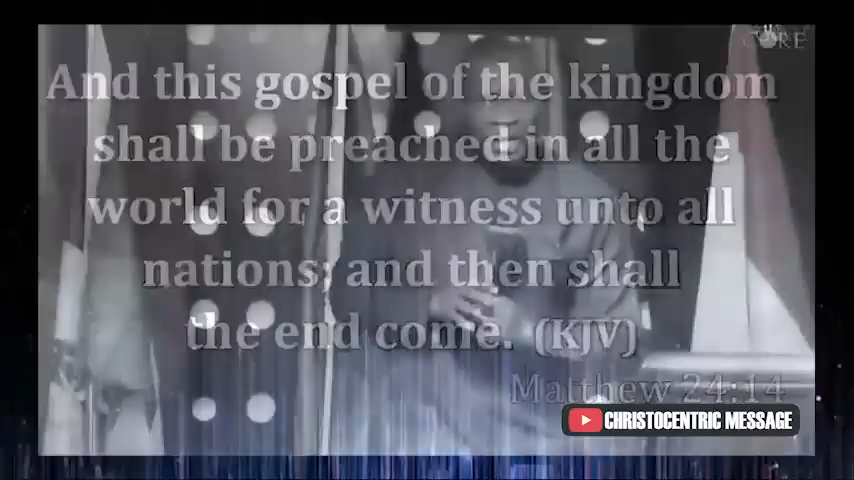 And this gospel of the kingdom
shall be preached in all the
world for a witness unto all
nations; and then shall
the end come. (KJV)
Matthew 24:14
CHRISTOCENTRIC MESSAGE